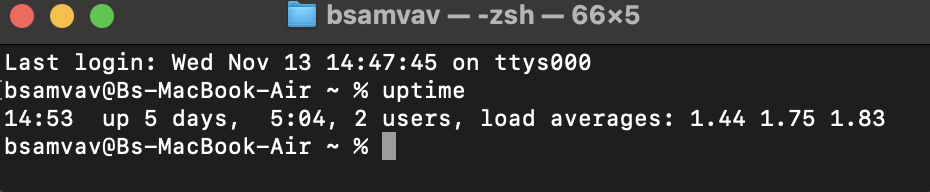 bsamvav — -zsh — 66×5
Last login: Wed Nov 13 14:47:45 on ttys000
bsamvav@Bs-MacBook-Air ~ % uptime
14:53  up 5 days,  5:04, 2 users, load averages: 1.44 1.75 1.83
bsamvav@Bs-MacBook-Air ~ %